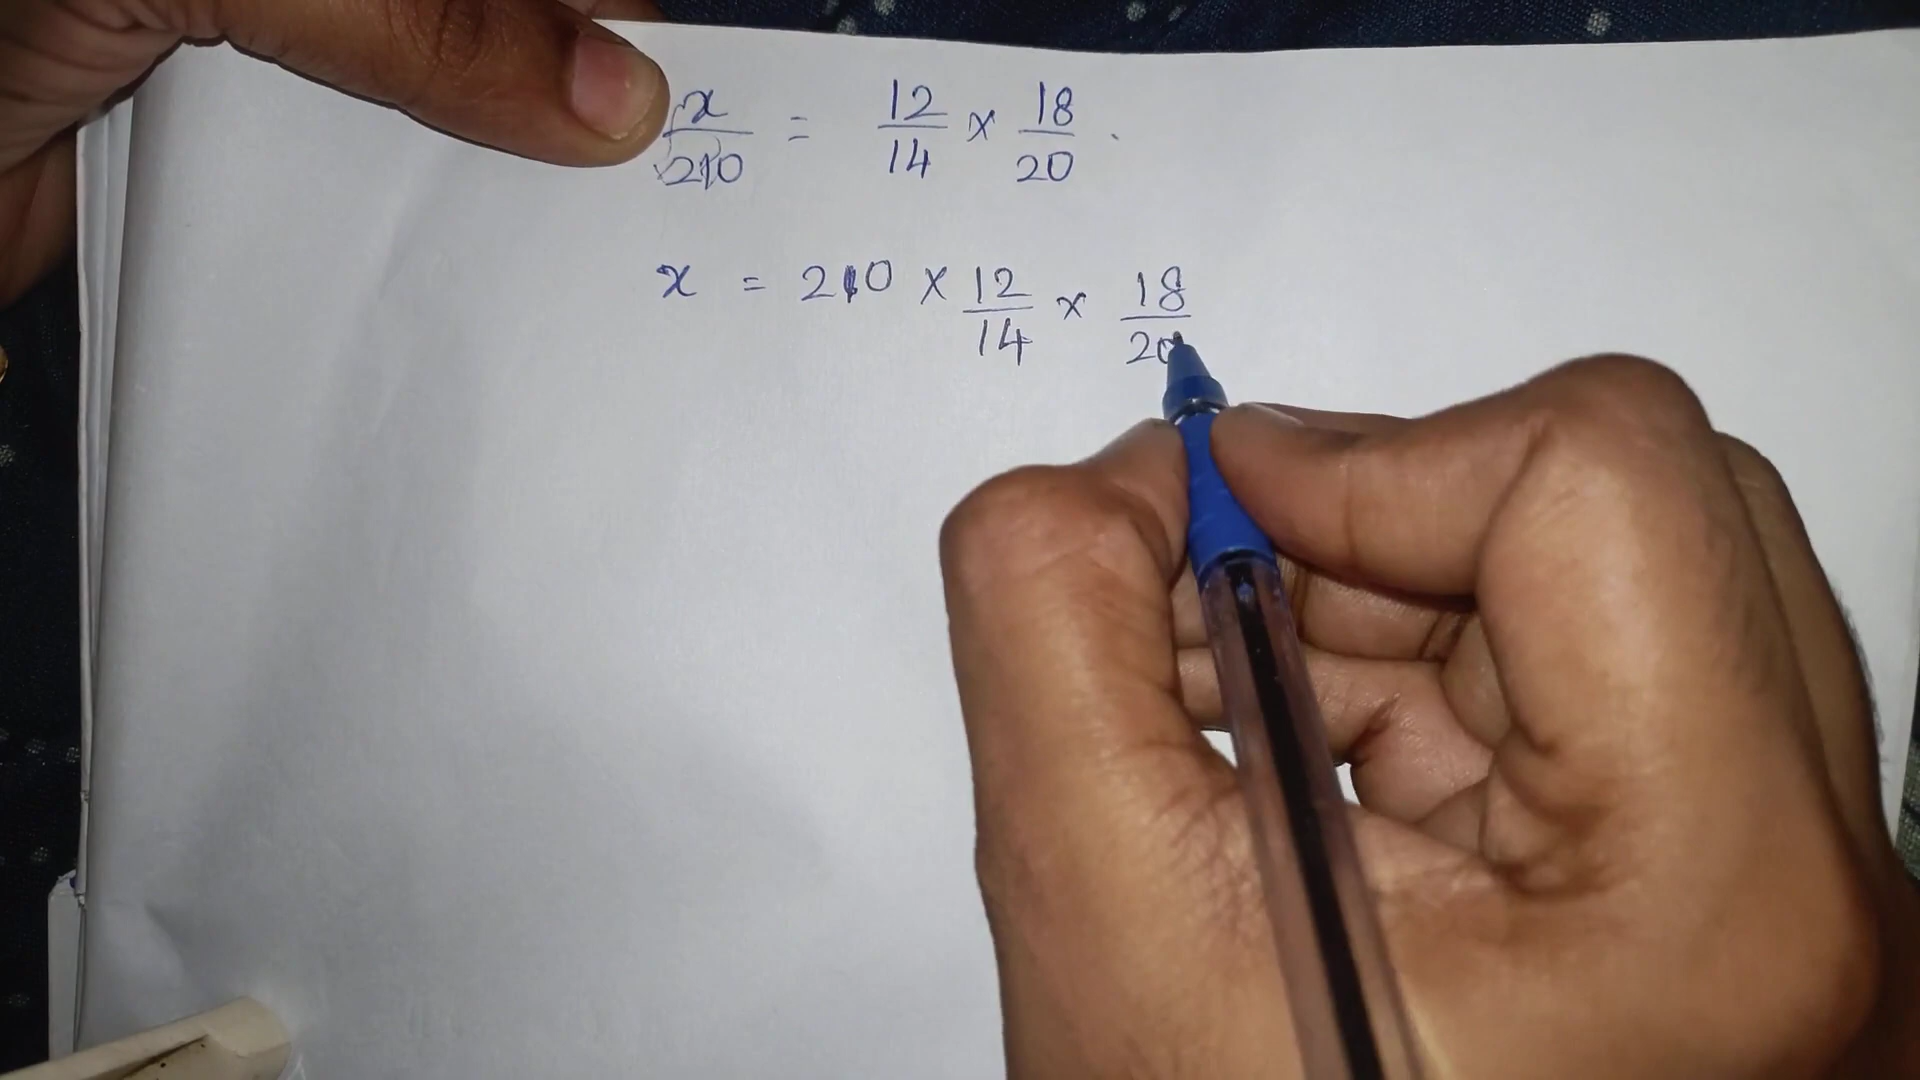 x/210 = 12/14 × 18/20 .
x = 210 × 12/14 × 18/20